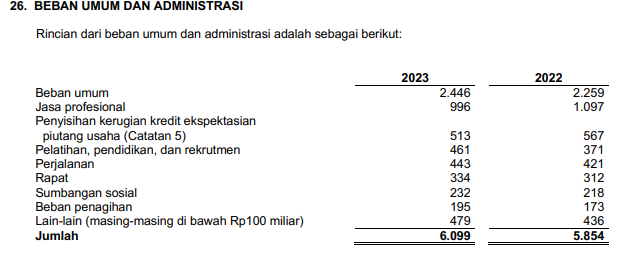 26. BEBAN UMUM DAN ADMINISTRASI
Rincian dari beban umum dan administrasi adalah sebagai berikut:
2023 2022
Beban umum 2.446 2.259
Jasa profesional 996 1.097
Penyisihan kerugian kredit ekspektasian
piutang usaha (Catatan 5) 513 567
Pelatihan, pendidikan, dan rekrutmen 461 371
Perjalanan 443 421
Rapat 334 312
Sumbangan sosial 232 218
Beban penagihan 195 173
Lain-lain (masing-masing di bawah Rp100 miliar) 479 436
Jumlah 6.099 5.854